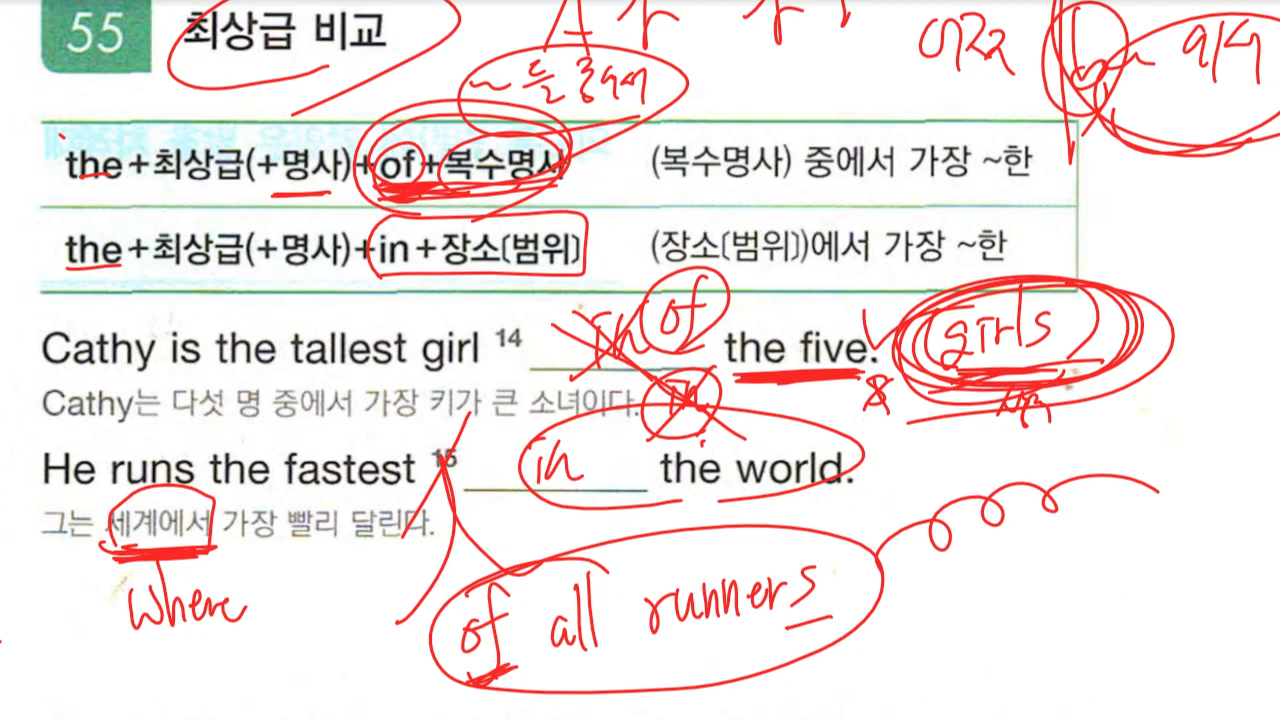 55 최상급 비교
~들 중에서
the+최상급(+명사)+of+복수명사 (복수명사) 중에서 가장 ~한
the+최상급(+명사)+in+장소(범위) (장소(범위))에서 가장 ~한
in of girls
Cathy is the tallest girl 14 ________ the five.
Cathy는 다섯 명 중에서 가장 키가 큰 소녀이다.
in
He runs the fastest 15 in ________ the world.
그는 세계에서 가장 빨리 달린다.
where
of all runners